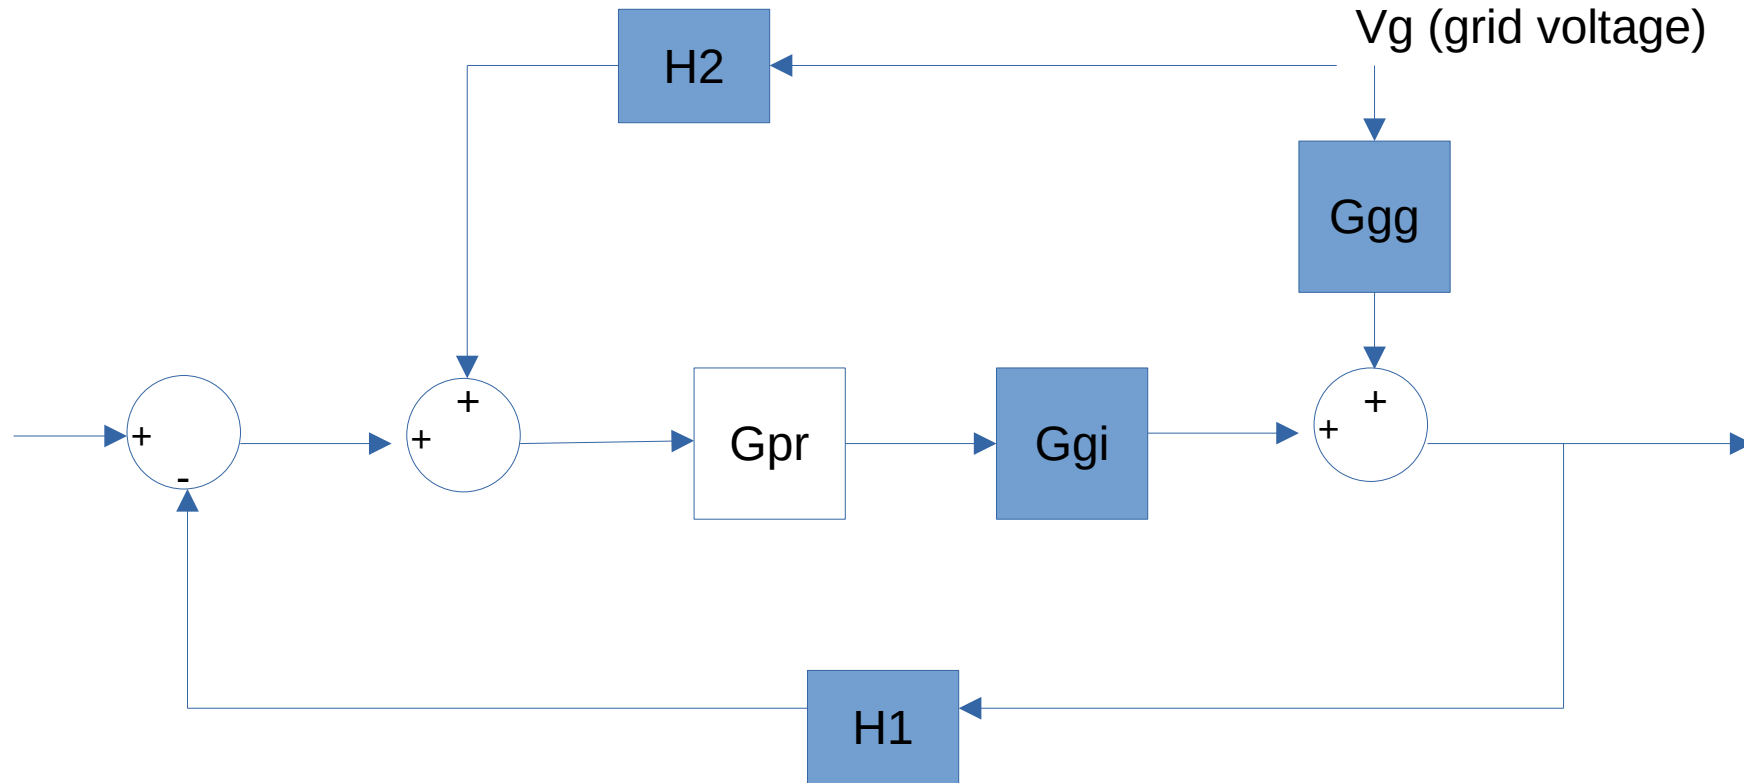 Vg (grid voltage)
H2
Ggg
+
+
+
+
+
+
Gpr
Ggi
-
H1